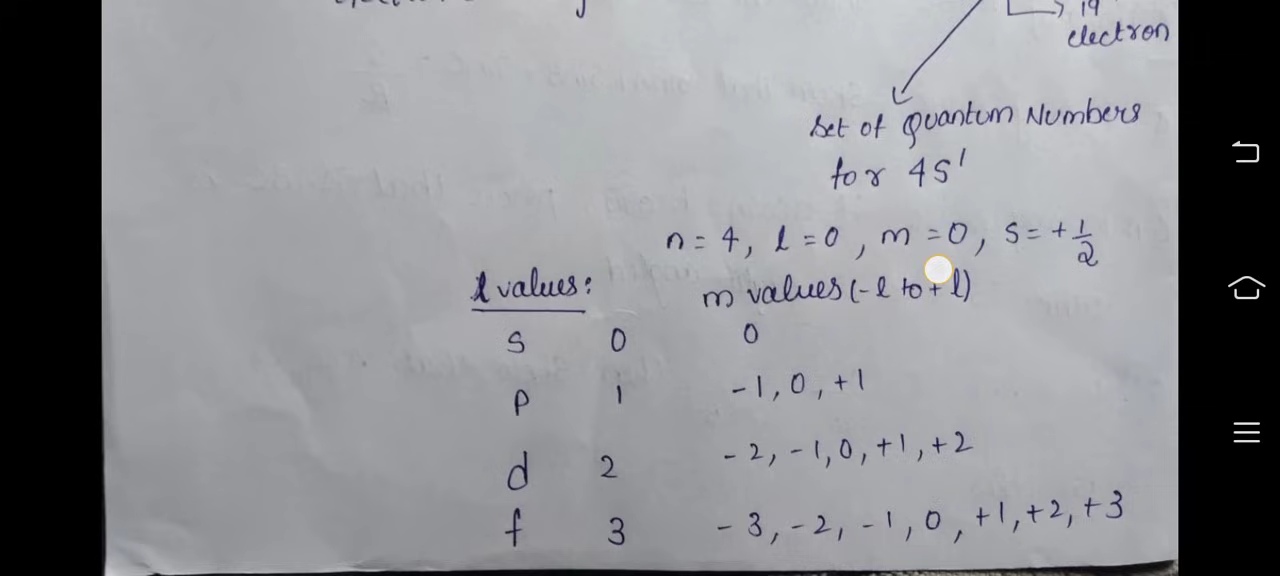 19
electron
set of Quantum Numbers
for 4S¹
n = 4, l = 0, m = 0, s = +1/2
l values:
m values (-l to + l)
s 0 0
p 1 -1, 0, +1
d 2 -2, -1, 0, +1, +2
f 3 -3, -2, -1, 0, +1, +2, +3